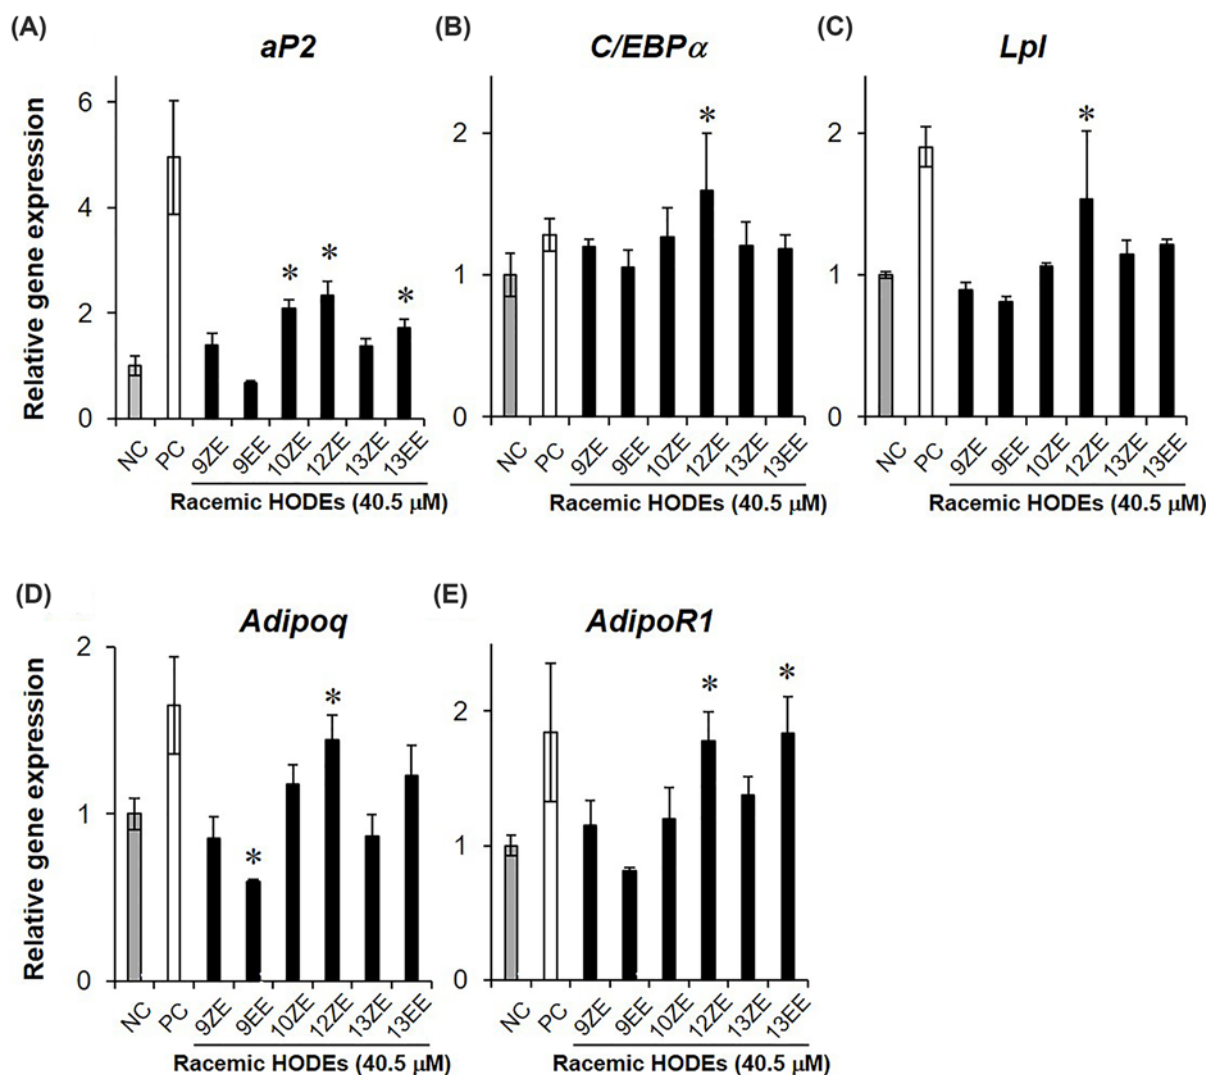 (A) aP2
(B) C/EBPα
(C) Lpl
Relative gene expression
6
4
2
0
2
1
0
2
1
0
NC PC 9ZE 9EE 10ZE 12ZE 13ZE 13EE
NC PC 9ZE 9EE 10ZE 12ZE 13ZE 13EE
NC PC 9ZE 9EE 10ZE 12ZE 13ZE 13EE
* * *
*
*
Racemic HODEs (40.5 μM)
Racemic HODEs (40.5 μM)
Racemic HODEs (40.5 μM)
(D) Adipoq
(E) AdipoR1
Relative gene expression
2
1
0
2
1
0
* *
* *
NC PC 9ZE 9EE 10ZE 12ZE 13ZE 13EE
NC PC 9ZE 9EE 10ZE 12ZE 13ZE 13EE
Racemic HODEs (40.5 μM)
Racemic HODEs (40.5 μM)